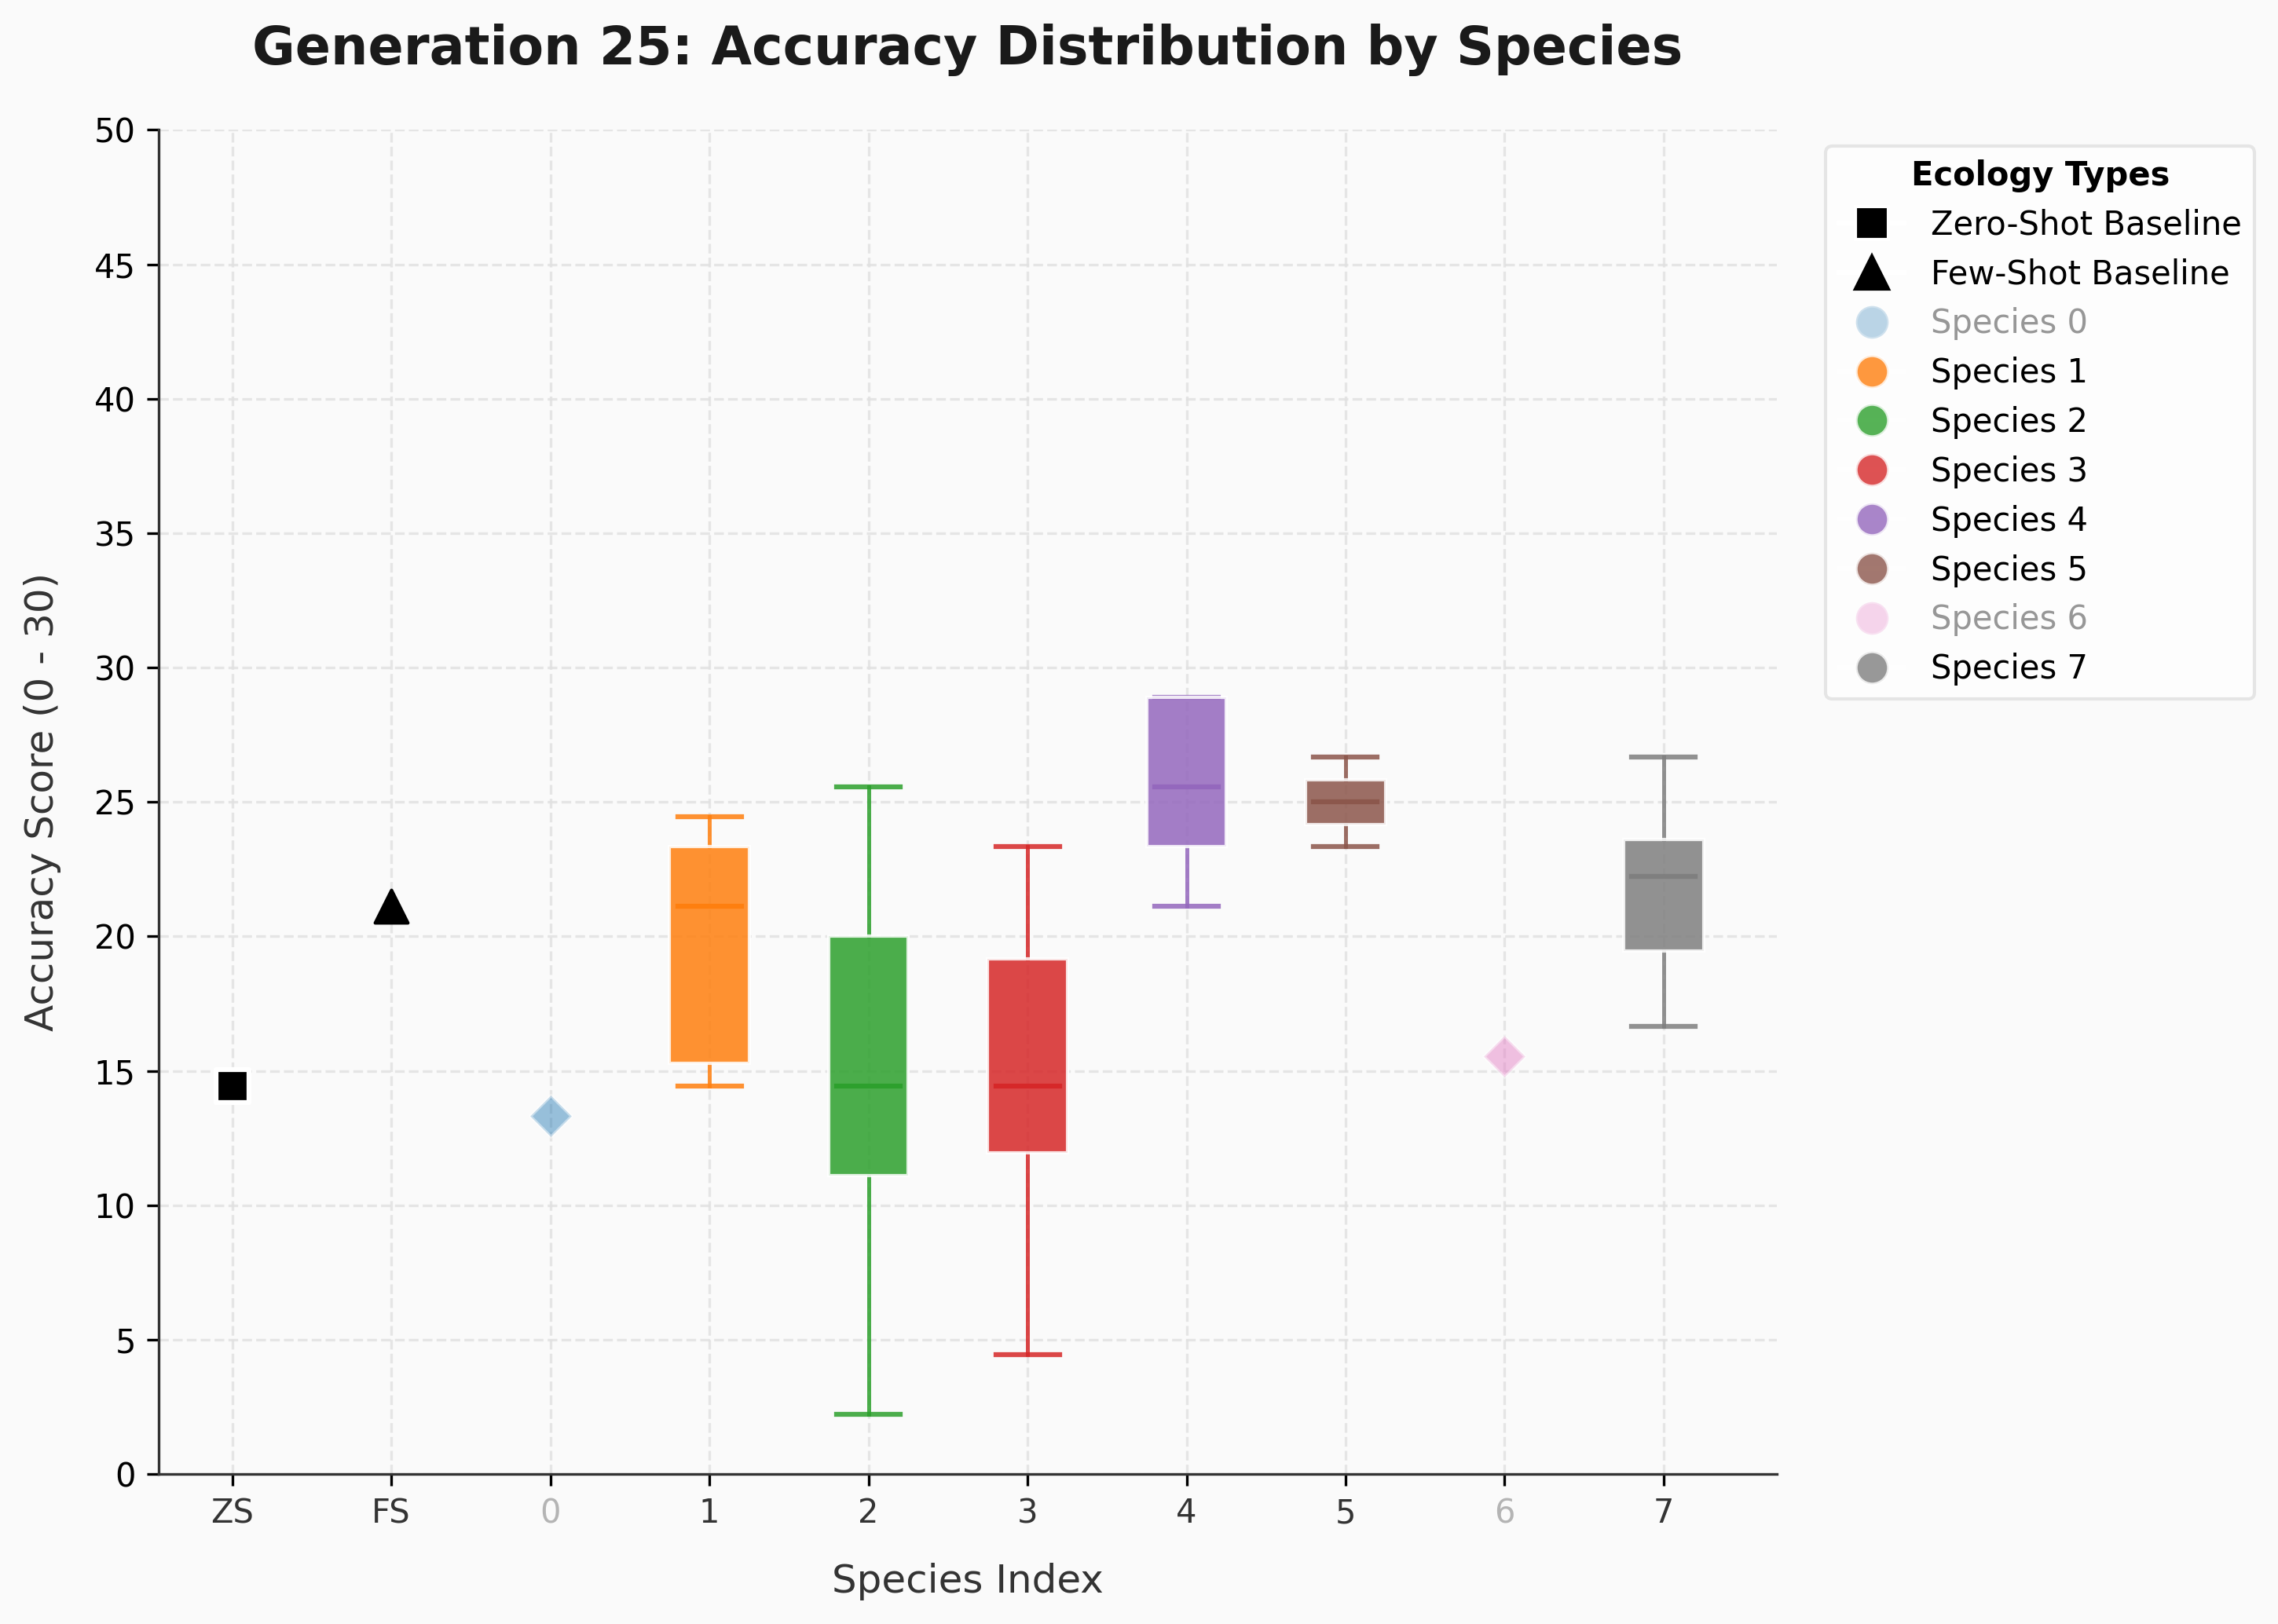 Generation 25: Accuracy Distribution by Species
50
45
40
35
30
25
20
15
10
5
0
Accuracy Score (0 - 30)
ZS
FS
0
1
2
3
4
5
6
7
Species Index
Ecology Types
Zero-Shot Baseline
Few-Shot Baseline
Species 0
Species 1
Species 2
Species 3
Species 4
Species 5
Species 6
Species 7